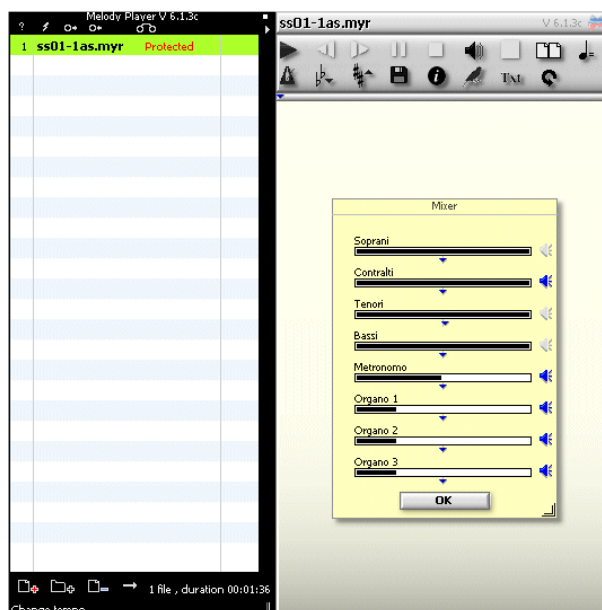 Melody Player V 6.1.3c
?
1 ss01-1as.myr Protected
1 file , duration 00:01:36
Change tempo
ss01-1as.myr V 6.1.3c
TXT
Mixer
Soprani
Contralti
Tenori
Bassi
Metronomo
Organo 1
Organo 2
Organo 3
OK